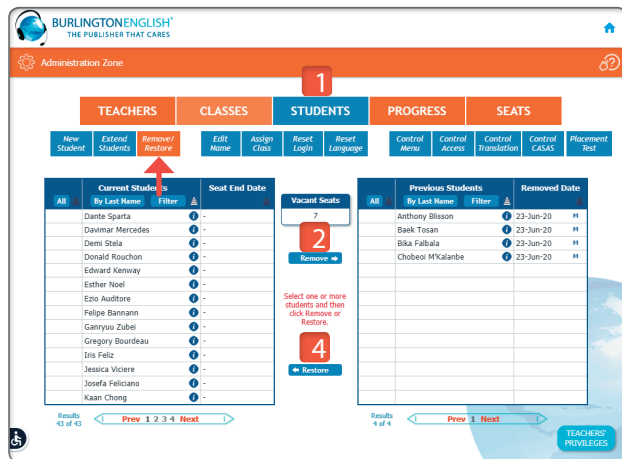 BURLINGTONENGLISH®
THE PUBLISHER THAT CARES
Administration Zone
1
TEACHERS CLASSES STUDENTS PROGRESS SEATS
New Student Extend Students Remove/ Restore Edit Name Assign Class Reset Login Reset Language Control Menu Control Access Control Translation Control CASAS Placement Test
Current Students Seat End Date
All By Last Name Filter
Dante Sparta i -
Davimar Mercedes i -
Demi Stela i -
Donald Rouchon i -
Edward Kenway i -
Esther Noel i -
Ezio Auditore i -
Felipe Bannann i -
Ganryuu Zubei i -
Gregory Bourdeau i -
Iris Feliz i -
Jessica Viciere i -
Josefa Feliciano i -
Kaan Chong i -
Results
43 of 43
Prev 1 2 3 4 Next
Vacant Seats
7
2
Remove
Select one or more
students and then
click Remove or
Restore.
4
Restore
Previous Students Removed Date
All By Last Name Filter
Anthony Blisson i 23-Jun-20 M
Baek Tosan i 23-Jun-20 M
Bika Falbala i 23-Jun-20 M
Chobeoi M'Kalanbe i 23-Jun-20 M
Results
4 of 4
Prev 1 Next
TEACHERS'
PRIVILEGES